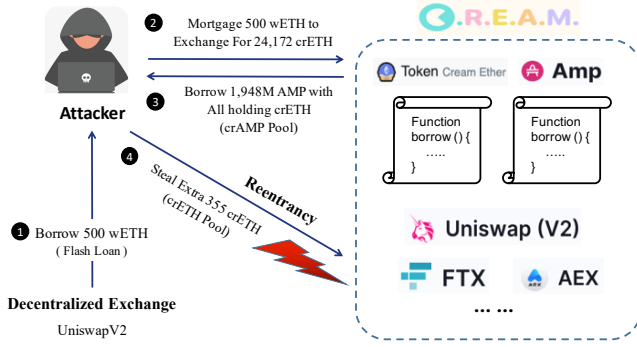 C.R.E.A.M.
2
Mortgage 500 wETH to
Exchange For 24,172 crETH
Attacker
3
Borrow 1,948M AMP with
All holding crETH
(crAMP Pool)
Token Cream Ether
Amp
Function
borrow () {
…..
}
Function
borrow () {
…..
}
4
Steal Extra 355 crETH
(crETH Pool)
Reentrancy
1
Borrow 500 wETH
( Flash Loan )
Uniswap (V2)
FTX
AEX
AEX
... ...
Decentralized Exchange
UniswapV2